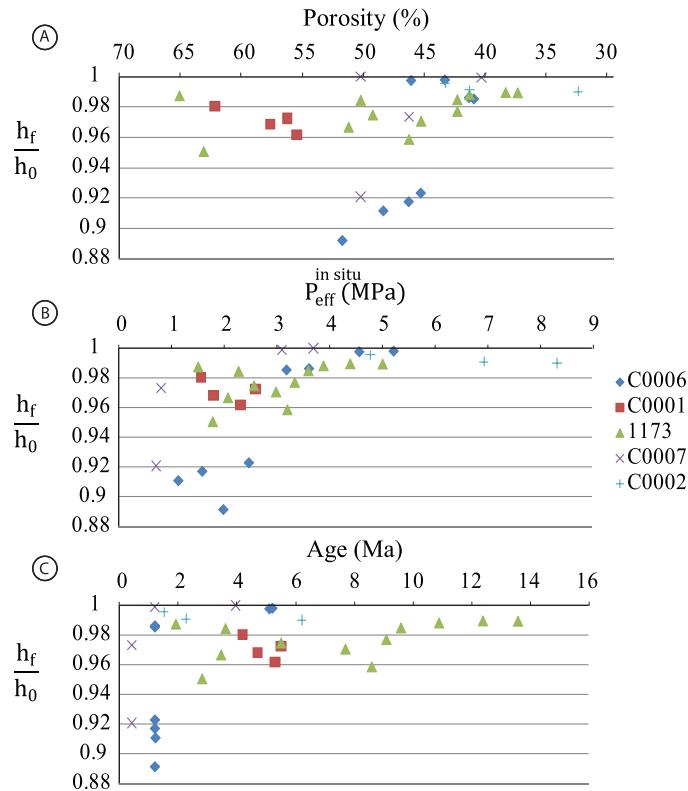 A
Porosity (%)
70 65 60 55 50 45 40 35 30
1
0.98
0.96
0.94
0.92
0.9
0.88
hf
h0
B
in situ
Peff (MPa)
0 1 2 3 4 5 6 7 8 9
1
0.98
0.96
0.94
0.92
0.9
0.88
hf
h0
C0006
C0001
1173
C0007
C0002
C
Age (Ma)
0 2 4 6 8 10 12 14 16
1
0.98
0.96
0.94
0.92
0.9
0.88
hf
h0